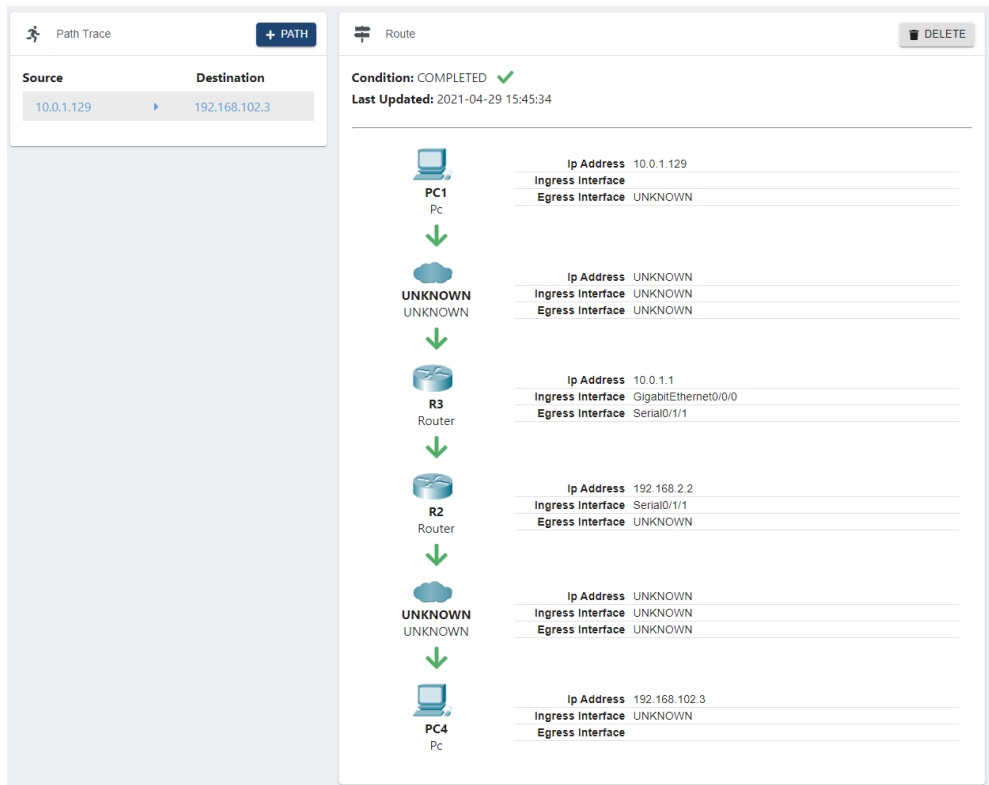 Path Trace
+ PATH
Source Destination
10.0.1.129 192.168.102.3
Route
DELETE
Condition: COMPLETED
Last Updated: 2021-04-29 15:45:34
PC1
Pc
Ip Address 10.0.1.129
Ingress Interface
Egress Interface UNKNOWN
UNKNOWN
UNKNOWN
Ip Address UNKNOWN
Ingress Interface UNKNOWN
Egress Interface UNKNOWN
R3
Router
Ip Address 10.0.1.1
Ingress Interface GigabitEthernet0/0/0
Egress Interface Serial0/1/1
R2
Router
Ip Address 192.168.2.2
Ingress Interface Serial0/1/1
Egress Interface UNKNOWN
UNKNOWN
UNKNOWN
Ip Address UNKNOWN
Ingress Interface UNKNOWN
Egress Interface UNKNOWN
PC4
Pc
Ip Address 192.168.102.3
Ingress Interface UNKNOWN
Egress Interface